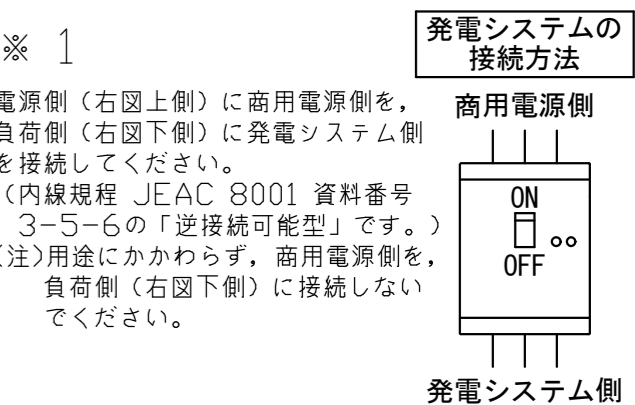 ※ 1
電源側（右図上側）に商用電源側を，
負荷側（右図下側）に発電システム側
を接続してください。
（内線規程 JEAC 8001 資料番号
3-5-6の「逆接続可能型」です。）
(注)用途にかかわらず，商用電源側を，
負荷側（右図下側）に接続しない
でください。
発電システムの
接続方法
商用電源側
ON
OFF
発電システム側